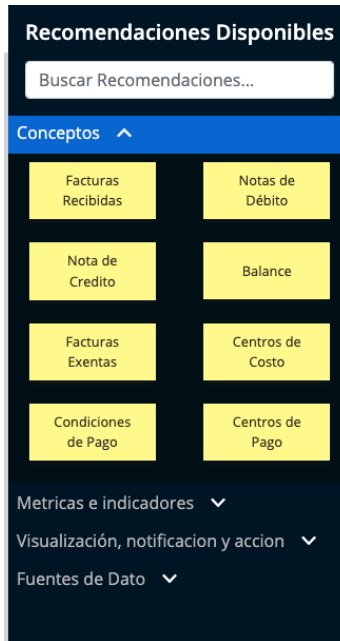 Recomendaciones Disponibles
Buscar Recomendaciones...
Conceptos
Facturas
Recibidas
Notas de
Débito
Nota de
Credito
Balance
Facturas
Exentas
Centros de
Costo
Condiciones
de Pago
Centros de
Pago
Metricas e indicadores
Visualización, notificacion y accion
Fuentes de Dato